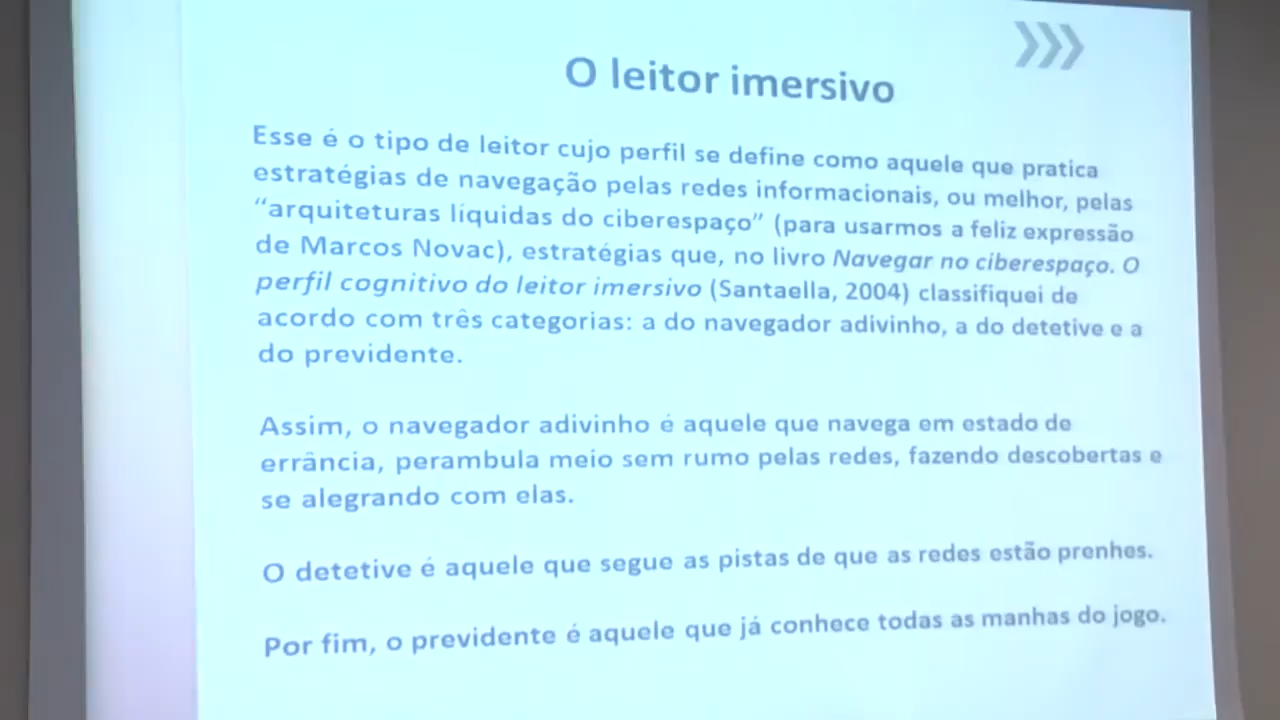 O leitor imersivo
Esse é o tipo de leitor cujo perfil se define como aquele que pratica
estratégias de navegação pelas redes informacionais, ou melhor, pelas
“arquiteturas líquidas do ciberespaço” (para usarmos a feliz expressão
de Marcos Novac), estratégias que, no livro Navegar no ciberespaço. O
perfil cognitivo do leitor imersivo (Santaella, 2004) classifiquei de
acordo com três categorias: a do navegador adivinho, a do detetive e a
do previdente.
Assim, o navegador adivinho é aquele que navega em estado de
errância, perambula meio sem rumo pelas redes, fazendo descobertas e
se alegrando com elas.
O detetive é aquele que segue as pistas de que as redes estão prenhes.
Por fim, o previdente é aquele que já conhece todas as manhas do jogo.